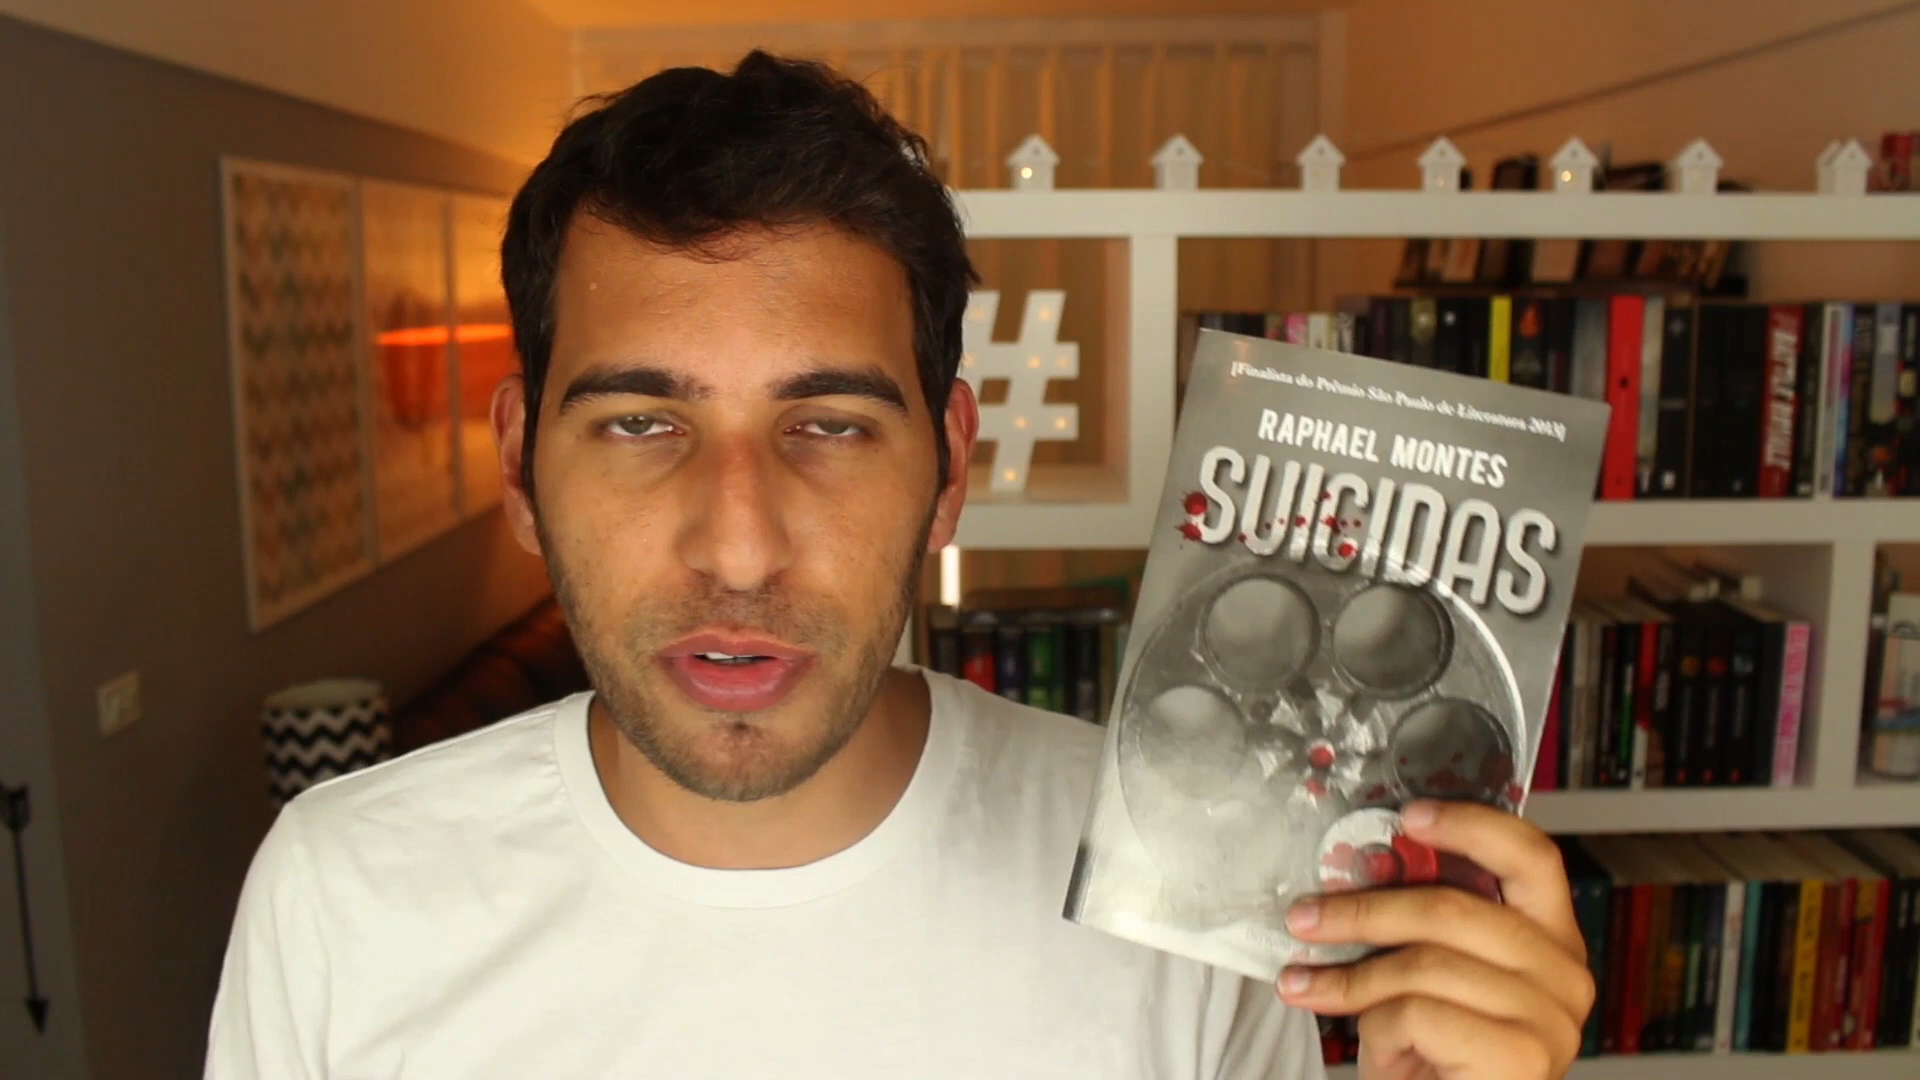 [Finalista do Prêmio São Paulo de Literatura 2013]
RAPHAEL MONTES
SUICIDAS
#